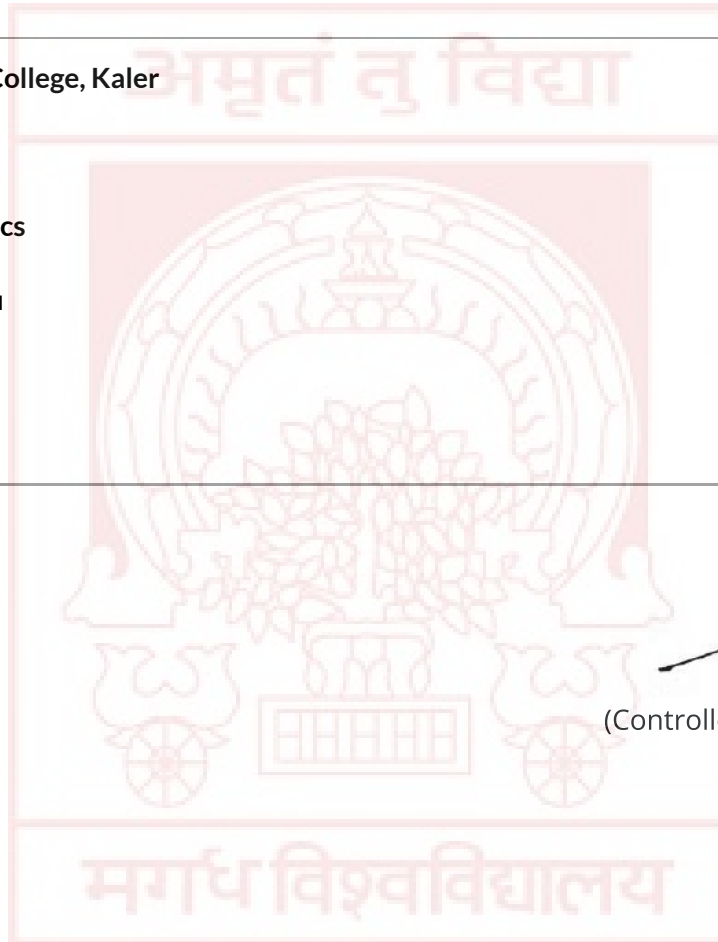 अमृतं तु विद्या
College, Kaler
cs
(Controll
मगध विश्वविद्यालय